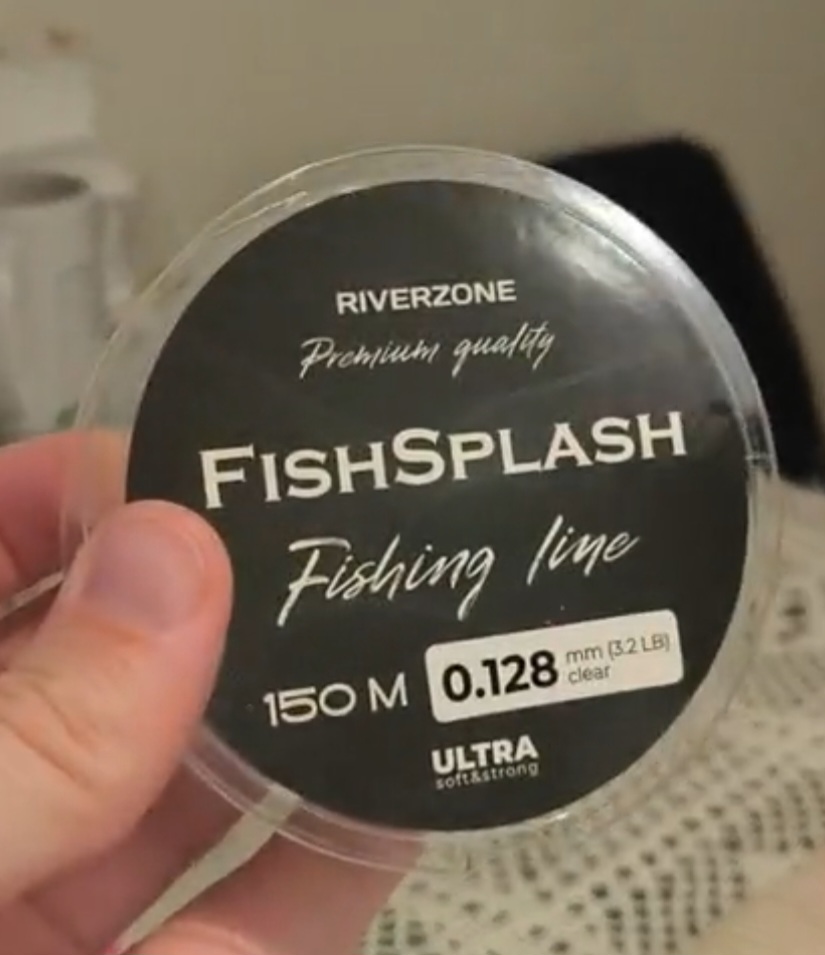 RIVERZONE
Premium quality
FISHSPLASH
Fishing line
150 M 0.128 mm (3.2 LB)
clear
ULTRA
soft&strong